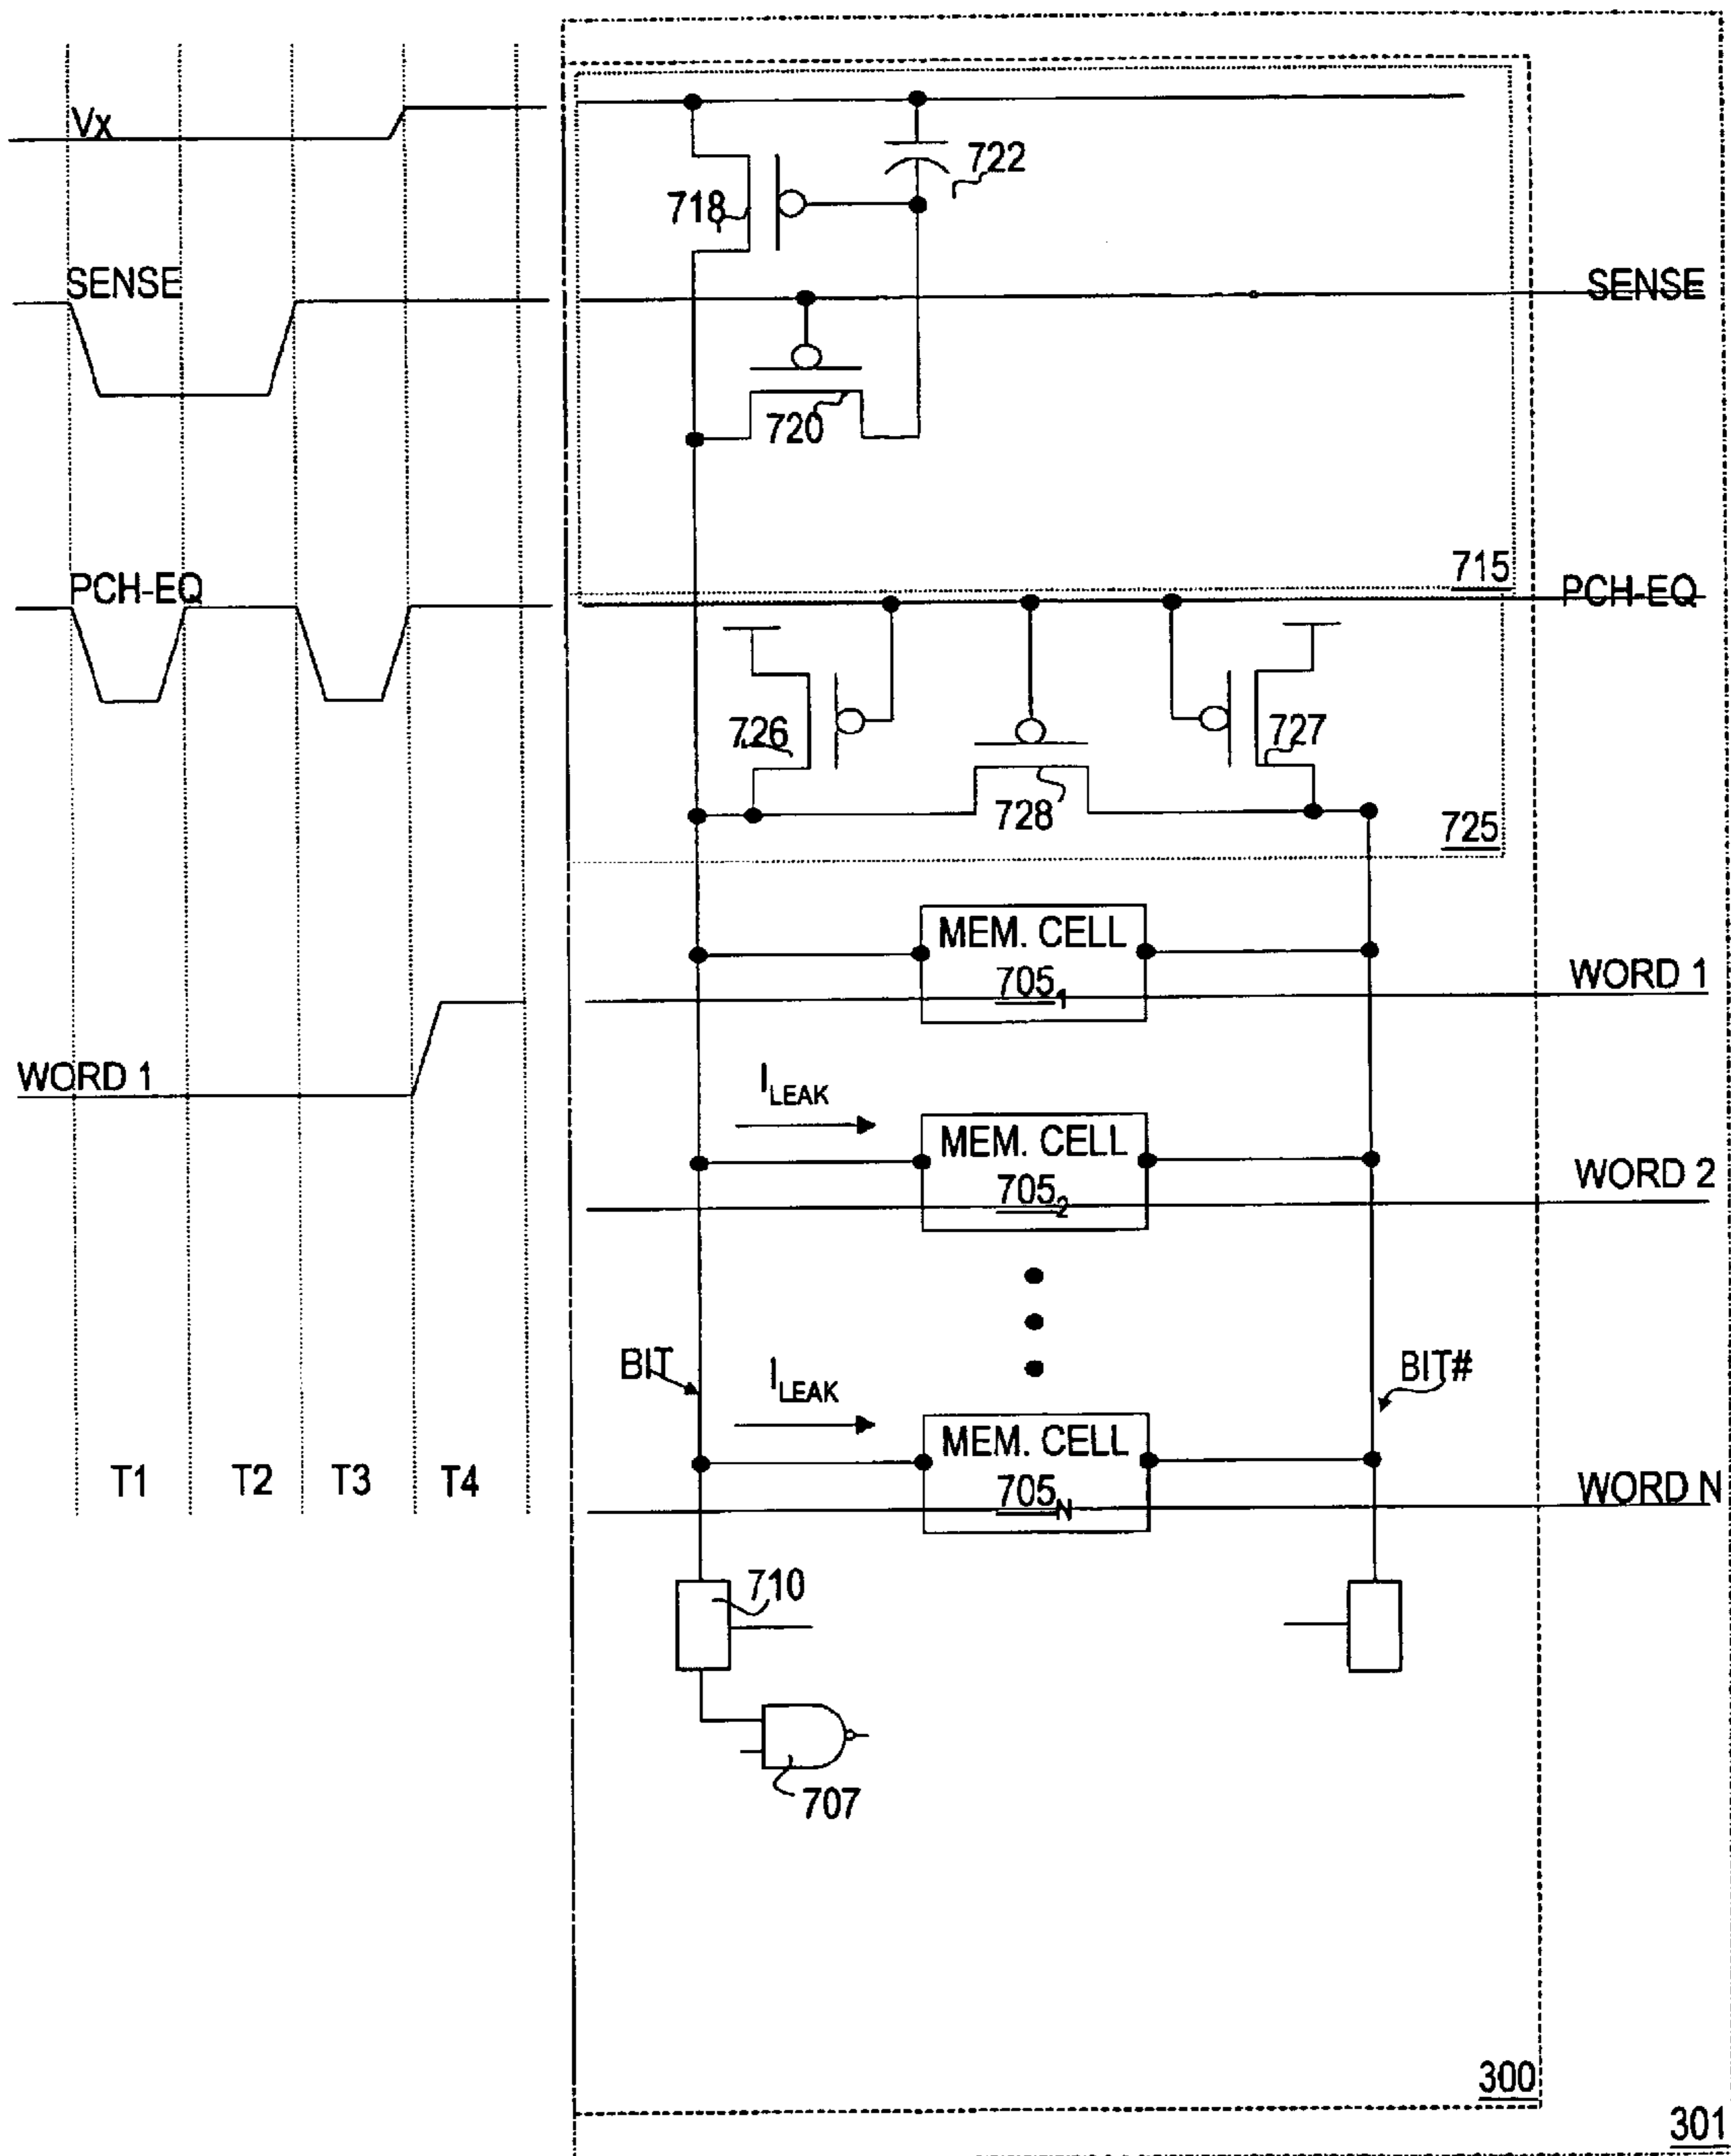 Vx
722
718
SENSE
SENSE
720
715
PCH-EQ
PCH-EQ
726
727
728
725
MEM. CELL
705₁
WORD 1
WORD 1
I_LEAK
MEM. CELL
705₂
WORD 2
BIT
I_LEAK
BIT#
MEM. CELL
705_N
T1 T2 T3 T4
WORD N
710
707
300
301